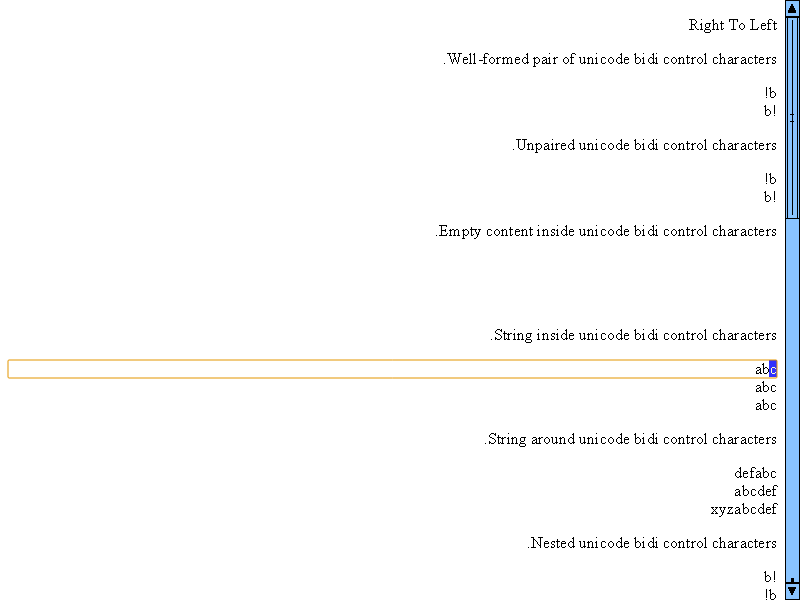 Right To Left
.Well-formed pair of unicode bidi control characters
!b
b!
.Unpaired unicode bidi control characters
!b
b!
.Empty content inside unicode bidi control characters
.String inside unicode bidi control characters
abc
abc
abc
.String around unicode bidi control characters
defabc
abcdef
xyzabcdef
.Nested unicode bidi control characters
b!
!b